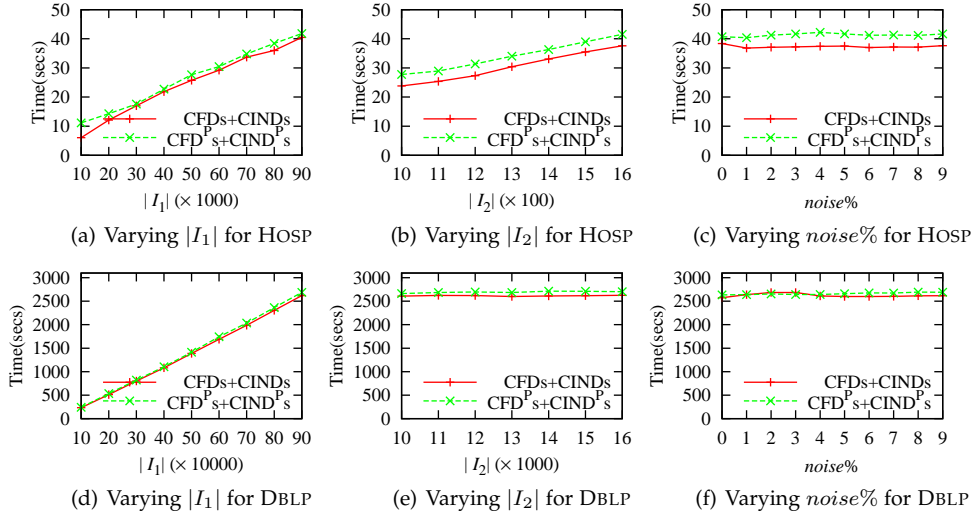 50
40
30
20
10
0
Time(secs)
CFDs+CINDs
CFD^Ps+CIND^Ps
10 20 30 40 50 60 70 80 90
| I_1| (× 1000)
(a) Varying |I_1| for HOSP
50
40
30
20
10
0
Time(secs)
CFDs+CINDs
CFD^Ps+CIND^Ps
10 11 12 13 14 15 16
| I_2| (× 100)
(b) Varying |I_2| for HOSP
50
40
30
20
10
0
Time(secs)
CFDs+CINDs
CFD^Ps+CIND^Ps
0 1 2 3 4 5 6 7 8 9
noise%
(c) Varying noise% for HOSP
3000
2500
2000
1500
1000
500
0
Time(secs)
CFDs+CINDs
CFD^Ps+CIND^Ps
10 20 30 40 50 60 70 80 90
| I_1| (× 10000)
(d) Varying |I_1| for DBLP
3000
2500
2000
1500
1000
500
0
Time(secs)
CFDs+CINDs
CFD^Ps+CIND^Ps
10 11 12 13 14 15 16
| I_2| (× 1000)
(e) Varying |I_2| for DBLP
3000
2500
2000
1500
1000
500
0
Time(secs)
CFDs+CINDs
CFD^Ps+CIND^Ps
0 1 2 3 4 5 6 7 8 9
noise%
(f) Varying noise% for DBLP